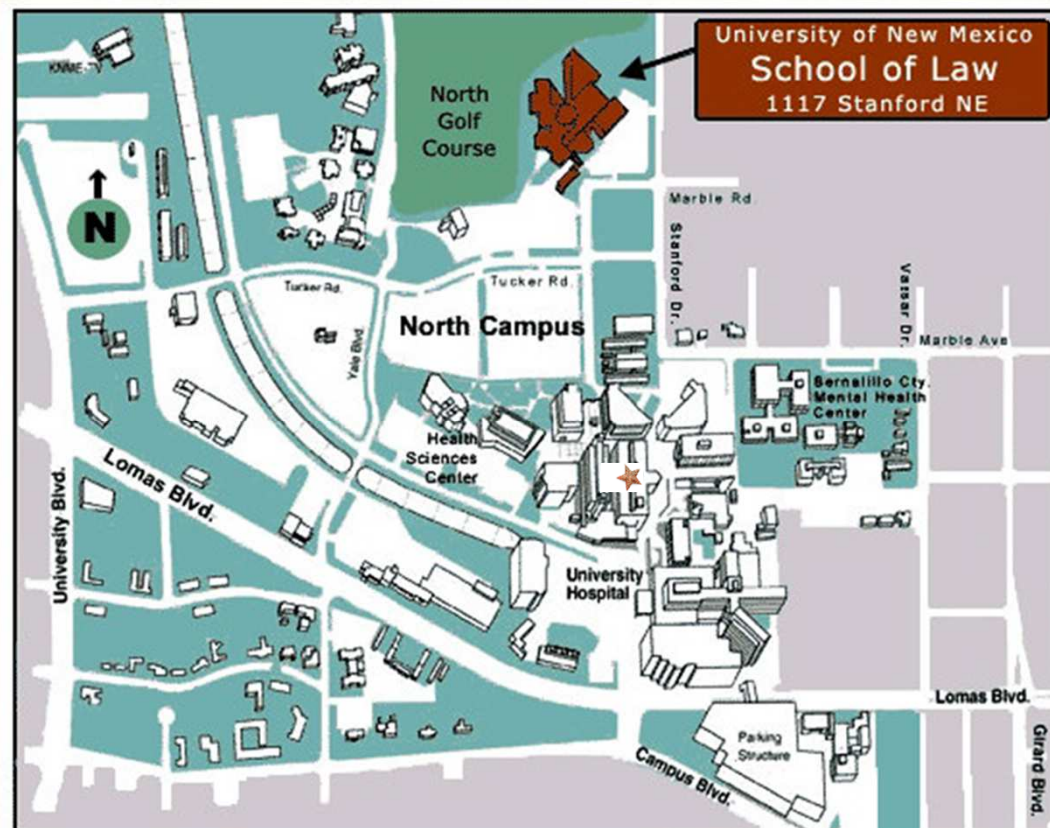 University of New Mexico
School of Law
1117 Stanford NE
KNME-TV
North
Golf
Course
N
Marble Rd.
Stanford Dr.
Tucker Rd.
Tucker Rd.
Vassar Dr.
North Campus
Yale Blvd.
Marble Ave
Bernalillo Cty.
Mental Health
Center
Health
Sciences
Center
Lomas Blvd.
University Blvd.
University
Hospital
Lomas Blvd.
Parking
Structure
Campus Blvd.
Girard Blvd.